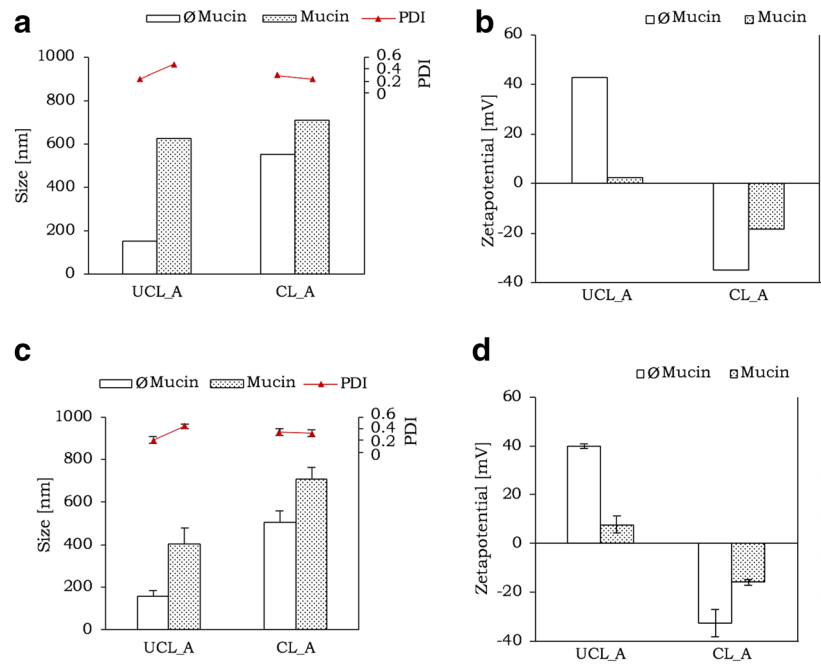 a
Ø Mucin Mucin PDI
1000
800
600
400
200
0
Size [nm]
0.6
0.4
0.2
0
PDI
UCL_A CL_A
b
Ø Mucin Mucin
60
40
20
0
-20
-40
Zetapotential [mV]
UCL_A CL_A
c
Ø Mucin Mucin PDI
1000
800
600
400
200
0
Size [nm]
0.6
0.4
0.2
0
PDI
UCL_A CL_A
d
Ø Mucin Mucin
60
40
20
0
-20
-40
Zetapotential [mV]
UCL_A CL_A